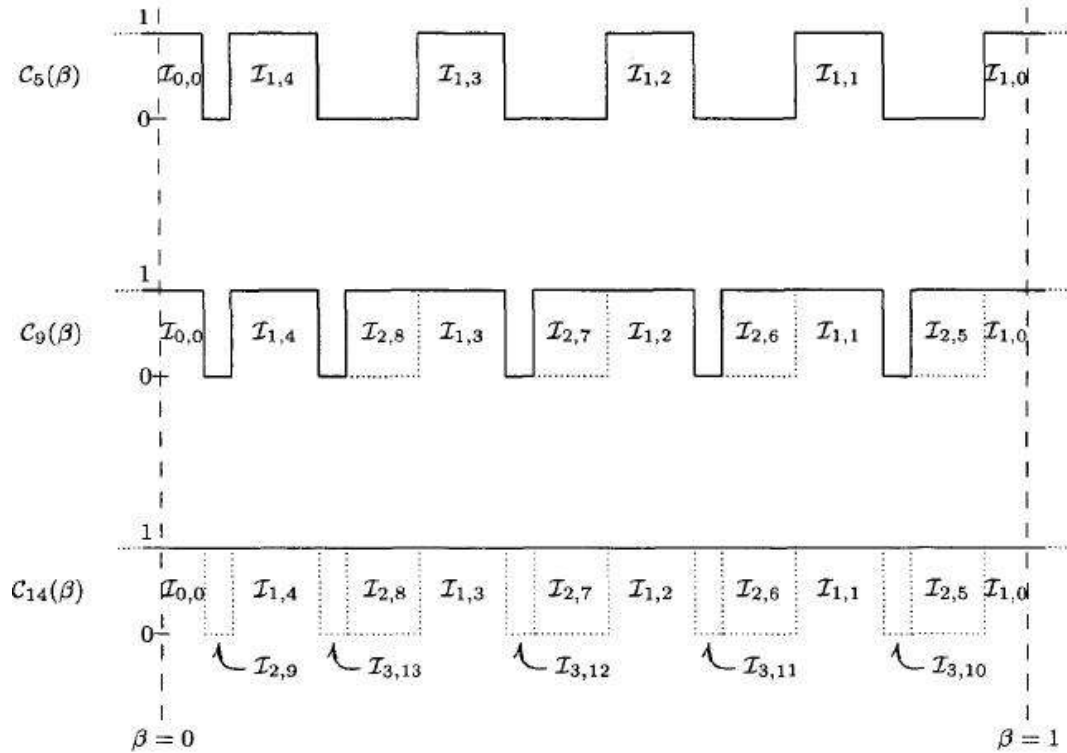 1
C₅(β)
I₀,₀ I₁,₄ I₁,₃ I₁,₂ I₁,₁ I₁,₀
0
1
C₉(β)
I₀,₀ I₁,₄ I₂,₈ I₁,₃ I₂,₇ I₁,₂ I₂,₆ I₁,₁ I₂,₅ I₁,₀
0
1
C₁₄(β)
I₀,₀ I₁,₄ I₂,₈ I₁,₃ I₂,₇ I₁,₂ I₂,₆ I₁,₁ I₂,₅ I₁,₀
0
I₂,₉ I₃,₁₃ I₃,₁₂ I₃,₁₁ I₃,₁₀
β = 0 β = 1